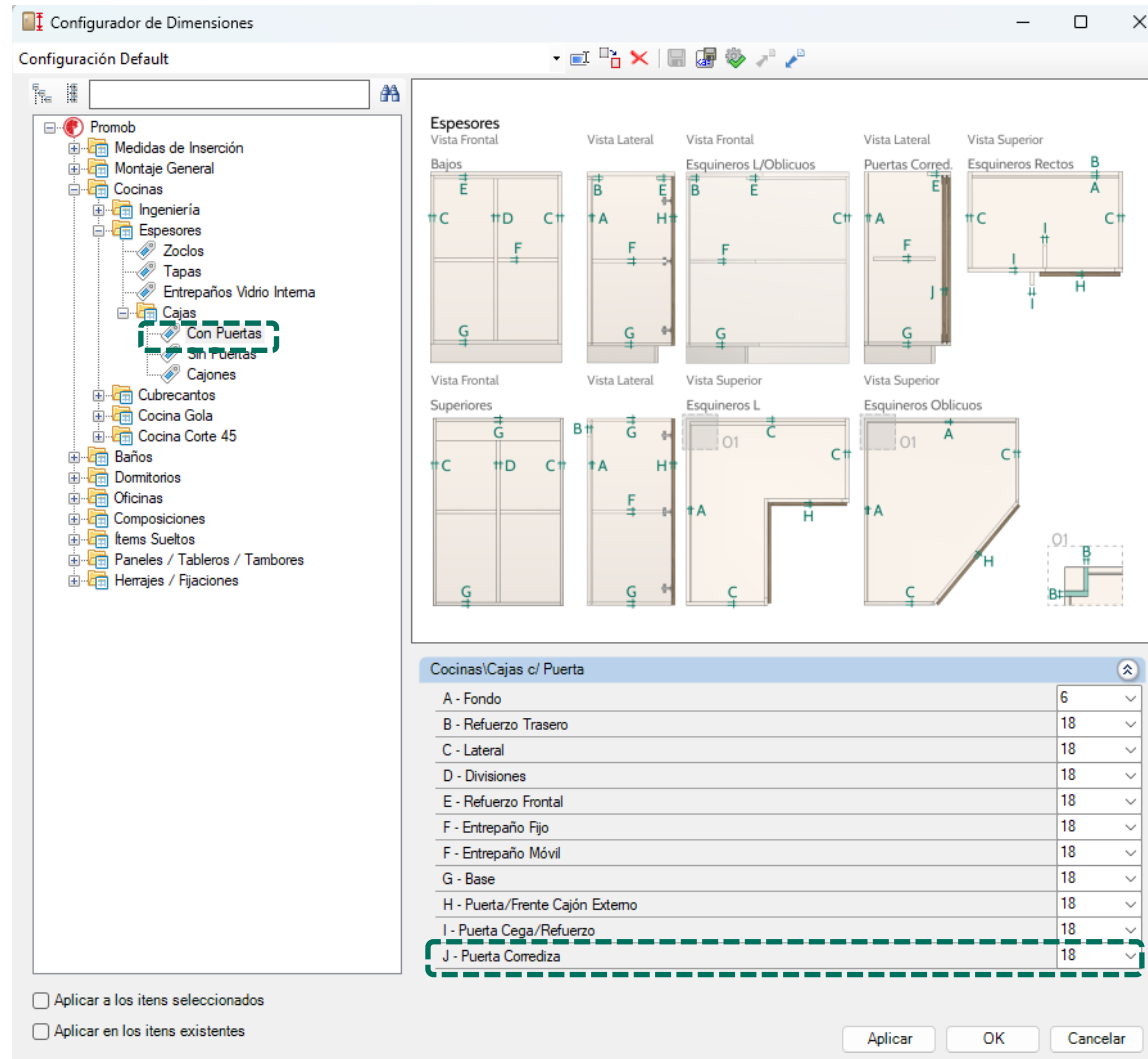 Configurador de Dimensiones
Configuración Default
Promob
Medidas de Inserción
Montaje General
Cocinas
Ingeniería
Espesores
Zoclos
Tapas
Entrepaños Vidrio Interna
Cajas
Con Puertas
Sin Puertas
Cajones
Cubrecantos
Cocina Gola
Cocina Corte 45
Baños
Dormitorios
Oficinas
Composiciones
Ítems Sueltos
Paneles / Tableros / Tambores
Herrajes / Fijaciones
Espesores
Vista Frontal Vista Lateral Vista Frontal Vista Lateral Vista Superior
Bajos Esquineros L/Oblicuos Puertas Corred. Esquineros Rectos B
E B E B E E A
C D C A H C A C C
F F F F I
I H
J I
G G G G
Vista Frontal Vista Lateral Vista Superior Vista Superior
Superiores Esquineros L Esquineros Oblicuos
G B G O1 C O1 A
C D C A H C C
F A H A
H O1
B
G G C C B
Cocinas\Cajas c/ Puerta
A - Fondo 6
B - Refuerzo Trasero 18
C - Lateral 18
D - Divisiones 18
E - Refuerzo Frontal 18
F - Entrepaño Fijo 18
F - Entrepaño Móvil 18
G - Base 18
H - Puerta/Frente Cajón Externo 18
I - Puerta Cega/Refuerzo 18
J - Puerta Corrediza 18
Aplicar a los itens seleccionados
Aplicar en los itens existentes
Aplicar OK Cancelar